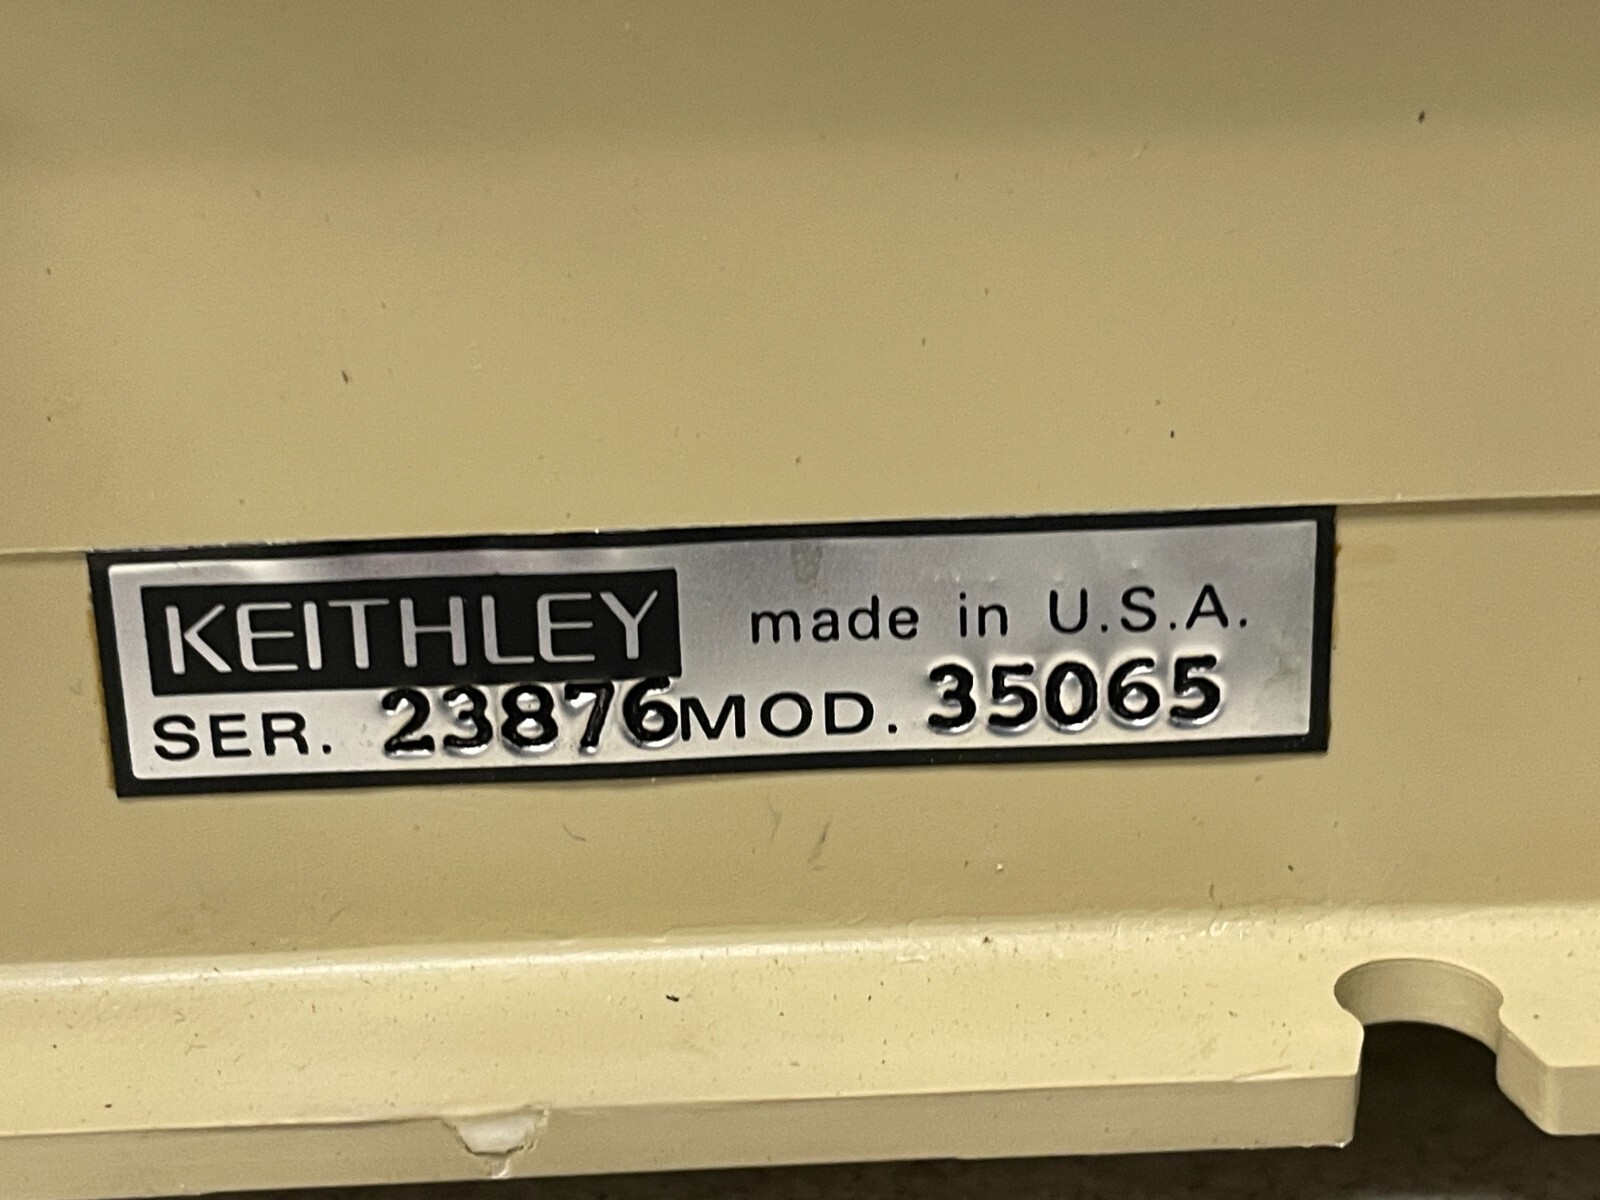 KEITHLEY made in U.S.A.
SER. 23876 MOD. 35065